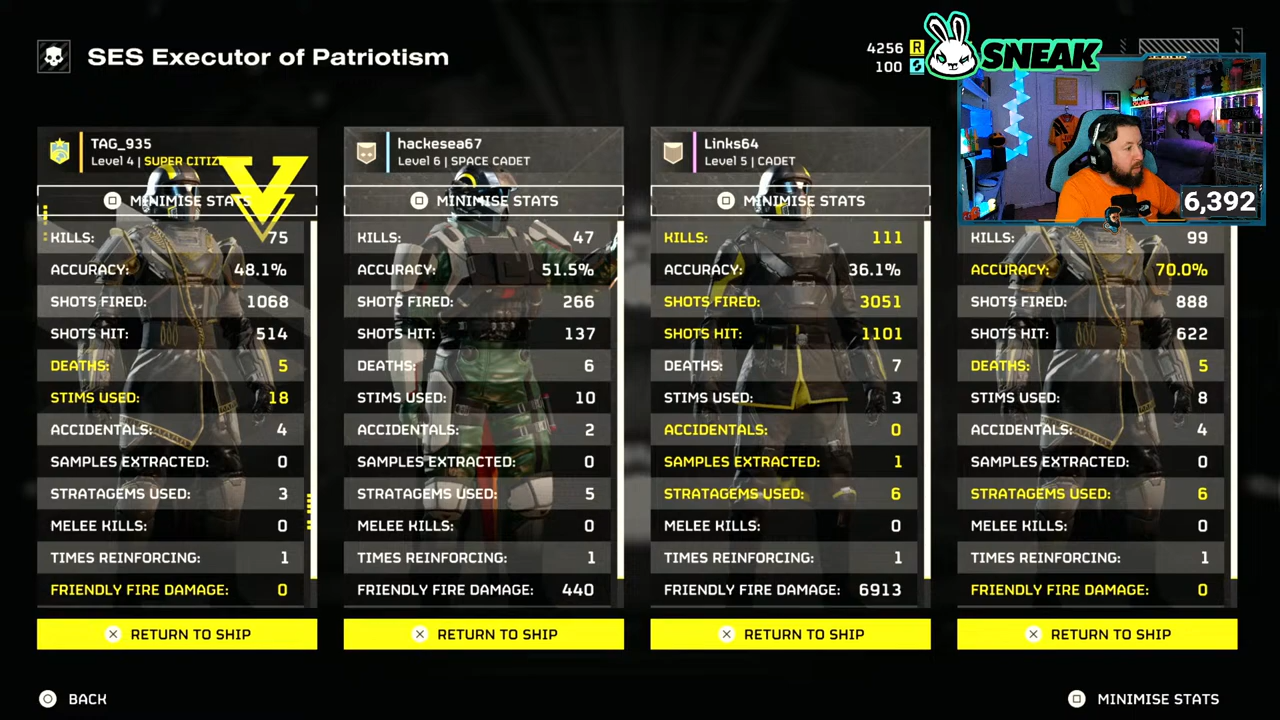 SES Executor of Patriotism
4256 R
100
SNEAK
6,392
TAG_935
Level 4 | SUPER CITIZ
MINIMISE STATS
KILLS: 75
ACCURACY: 48.1%
SHOTS FIRED: 1068
SHOTS HIT: 514
DEATHS: 5
STIMS USED: 18
ACCIDENTALS: 4
SAMPLES EXTRACTED: 0
STRATAGEMS USED: 3
MELEE KILLS: 0
TIMES REINFORCING: 1
FRIENDLY FIRE DAMAGE: 0
RETURN TO SHIP
hackesea67
Level 6 | SPACE CADET
MINIMISE STATS
KILLS: 47
ACCURACY: 51.5%
SHOTS FIRED: 266
SHOTS HIT: 137
DEATHS: 6
STIMS USED: 10
ACCIDENTALS: 2
SAMPLES EXTRACTED: 0
STRATAGEMS USED: 5
MELEE KILLS: 0
TIMES REINFORCING: 1
FRIENDLY FIRE DAMAGE: 440
RETURN TO SHIP
Links64
Level 5 | CADET
MINIMISE STATS
KILLS: 111
ACCURACY: 36.1%
SHOTS FIRED: 3051
SHOTS HIT: 1101
DEATHS: 7
STIMS USED: 3
ACCIDENTALS: 0
SAMPLES EXTRACTED: 1
STRATAGEMS USED: 6
MELEE KILLS: 0
TIMES REINFORCING: 1
FRIENDLY FIRE DAMAGE: 6913
RETURN TO SHIP
KILLS: 99
ACCURACY: 70.0%
SHOTS FIRED: 888
SHOTS HIT: 622
DEATHS: 5
STIMS USED: 8
ACCIDENTALS: 4
SAMPLES EXTRACTED: 0
STRATAGEMS USED: 6
MELEE KILLS: 0
TIMES REINFORCING: 1
FRIENDLY FIRE DAMAGE: 0
RETURN TO SHIP
BACK
MINIMISE STATS